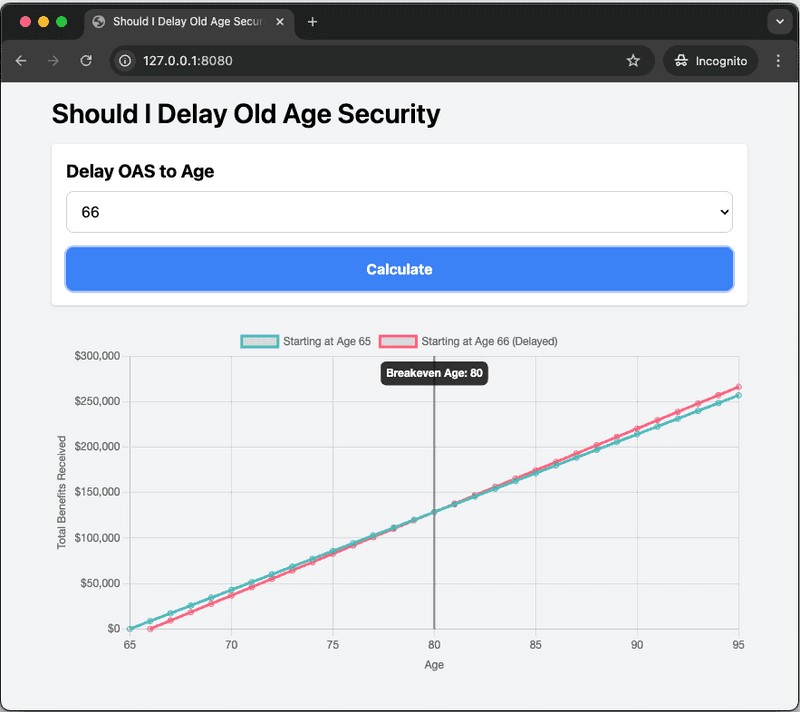 Should I Delay Old Age Secur
127.0.0.1:8080
Incognito
Should I Delay Old Age Security
Delay OAS to Age
66
Calculate
Starting at Age 65 Starting at Age 66 (Delayed)
$300,000
Breakeven Age: 80
$250,000
$200,000
Total Benefits Received
$150,000
$100,000
$50,000
$0
65 70 75 80 85 90 95
Age